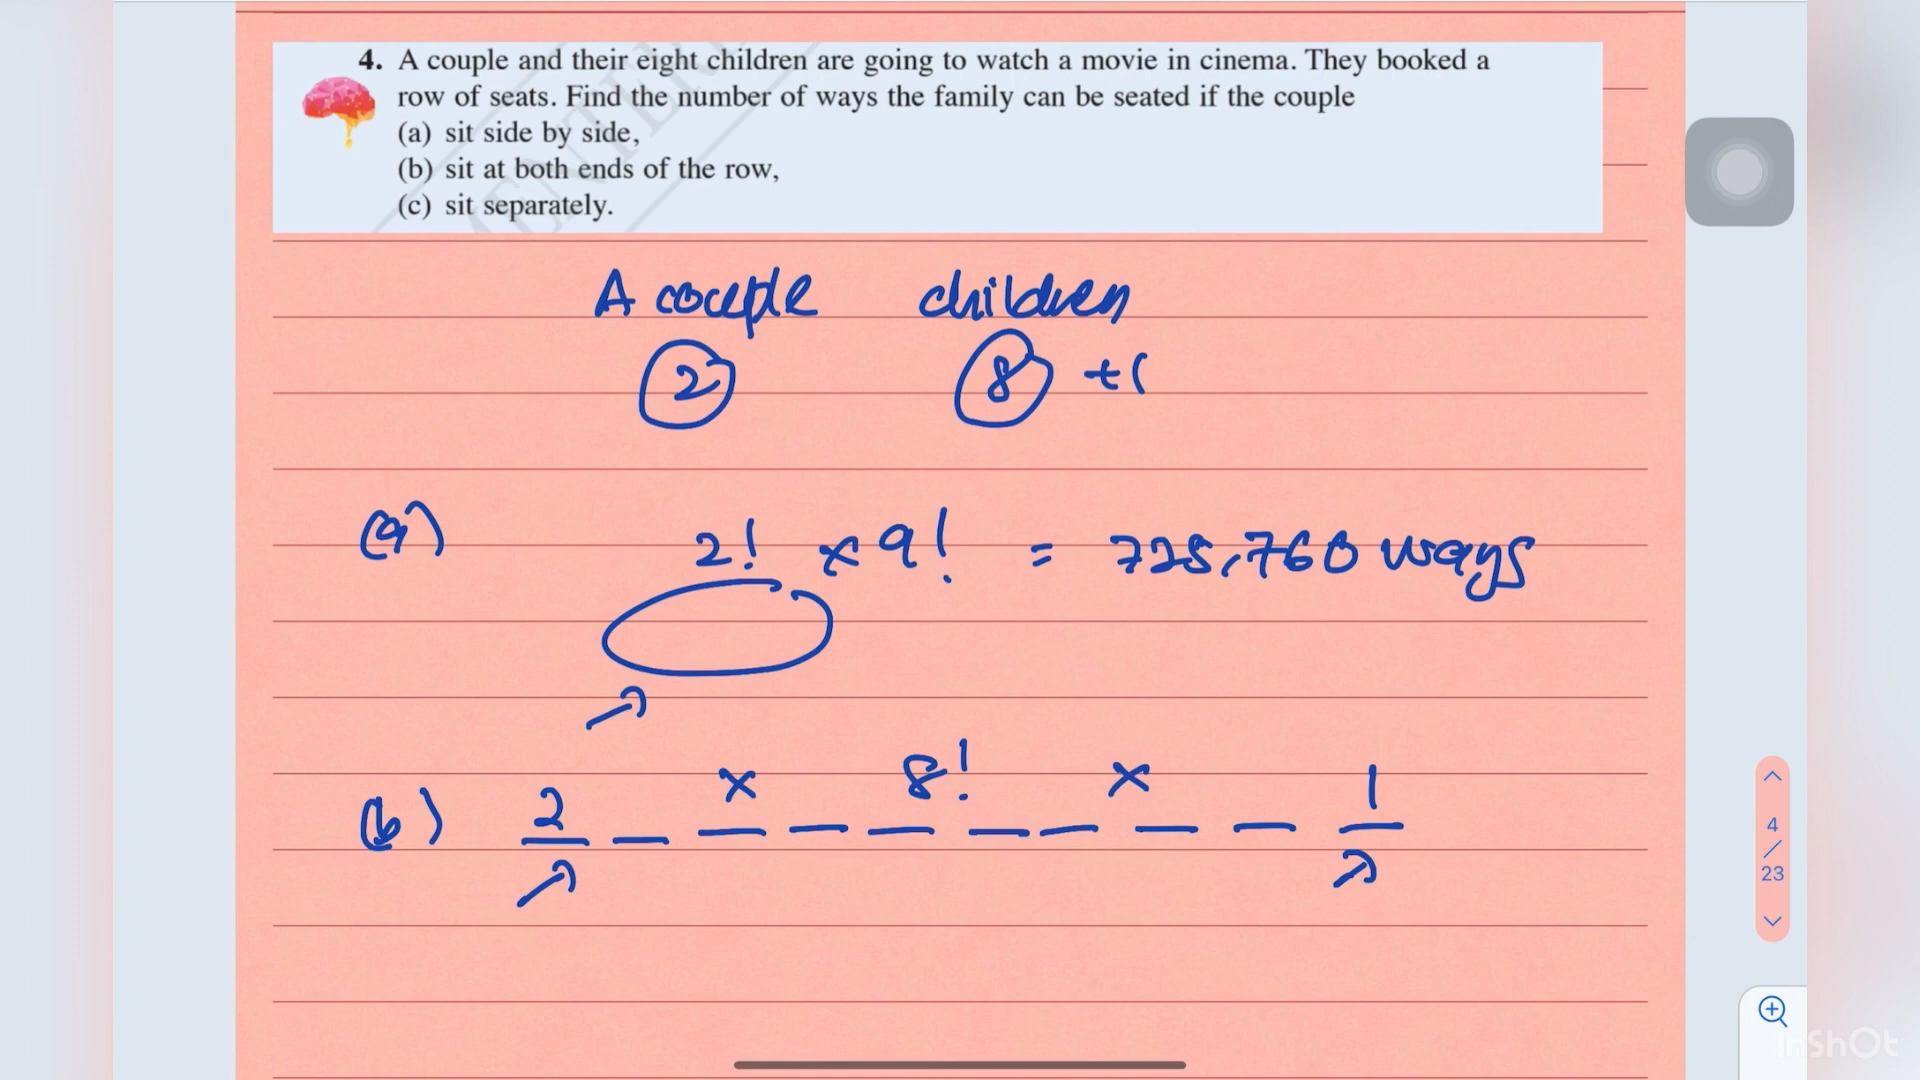 4. A couple and their eight children are going to watch a movie in cinema. They booked a
row of seats. Find the number of ways the family can be seated if the couple
(a) sit side by side,
(b) sit at both ends of the row,
(c) sit separately.
A couple children
2 8 +(
(a) 2! × 9! = 725,760 ways
(b) 2 × 8! × 1
4
/
23
InShOt